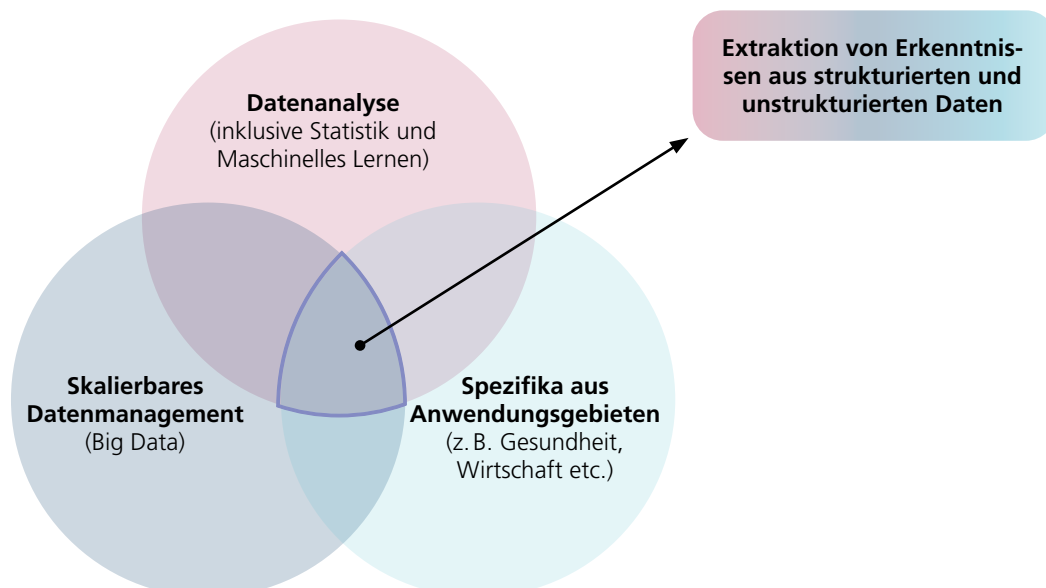 Extraktion von Erkenntnis-
sen aus strukturierten und
unstrukturierten Daten
Datenanalyse
(inklusive Statistik und
Maschinelles Lernen)
Skalierbares
Datenmanagement
(Big Data)
Spezifika aus
Anwendungsgebieten
(z. B. Gesundheit,
Wirtschaft etc.)